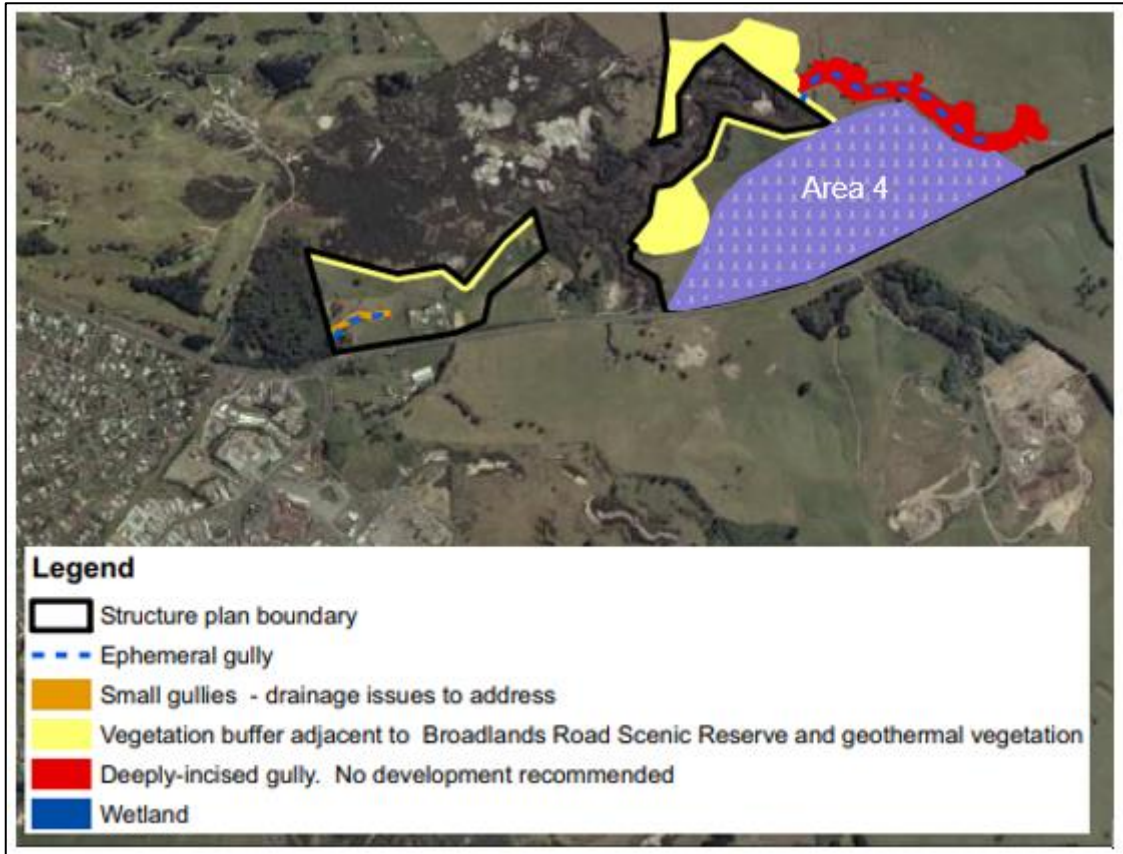 Area 4
Legend
Structure plan boundary
Ephemeral gully
Small gullies - drainage issues to address
Vegetation buffer adjacent to Broadlands Road Scenic Reserve and geothermal vegetation
Deeply-incised gully. No development recommended
Wetland